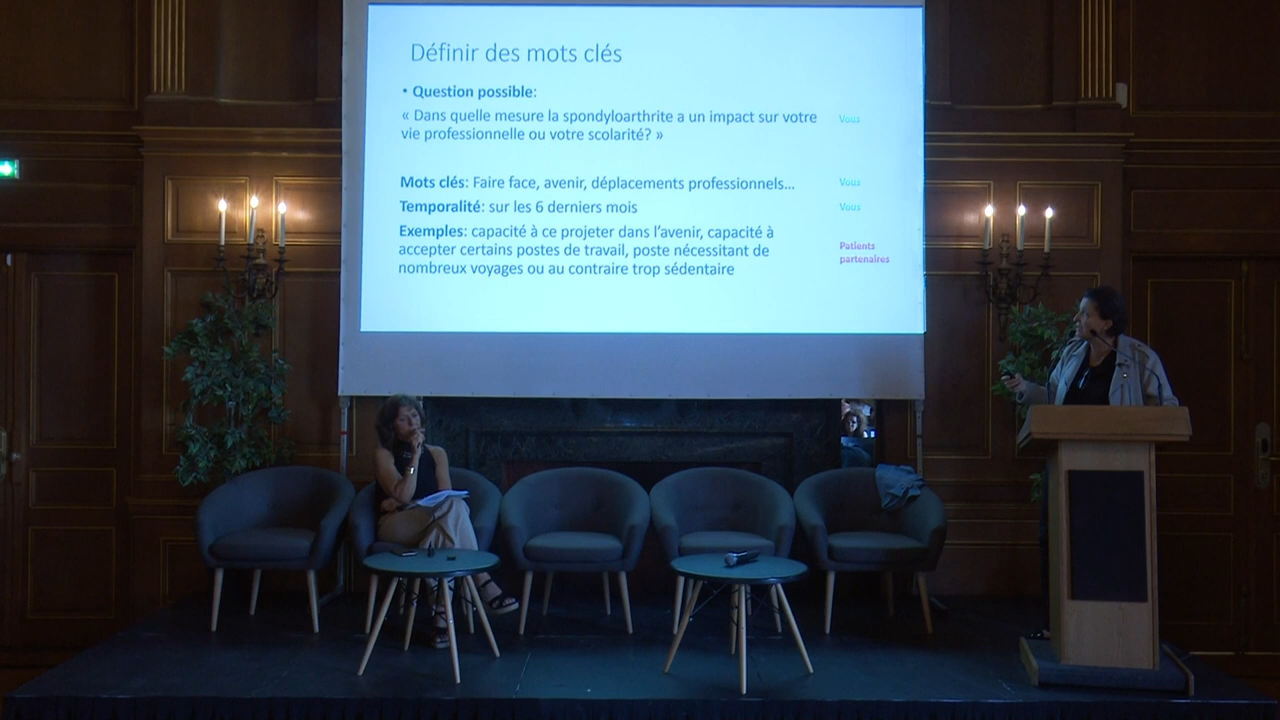 Définir des mots clés
• Question possible:
« Dans quelle mesure la spondyloarthrite a un impact sur votre
vie professionnelle ou votre scolarité? »
Vous
Mots clés: Faire face, avenir, déplacements professionnels...
Vous
Temporalité: sur les 6 derniers mois
Vous
Exemples: capacité à ce projeter dans l'avenir, capacité à
accepter certains postes de travail, poste nécessitant de
nombreux voyages ou au contraire trop sédentaire
Patients
partenaires